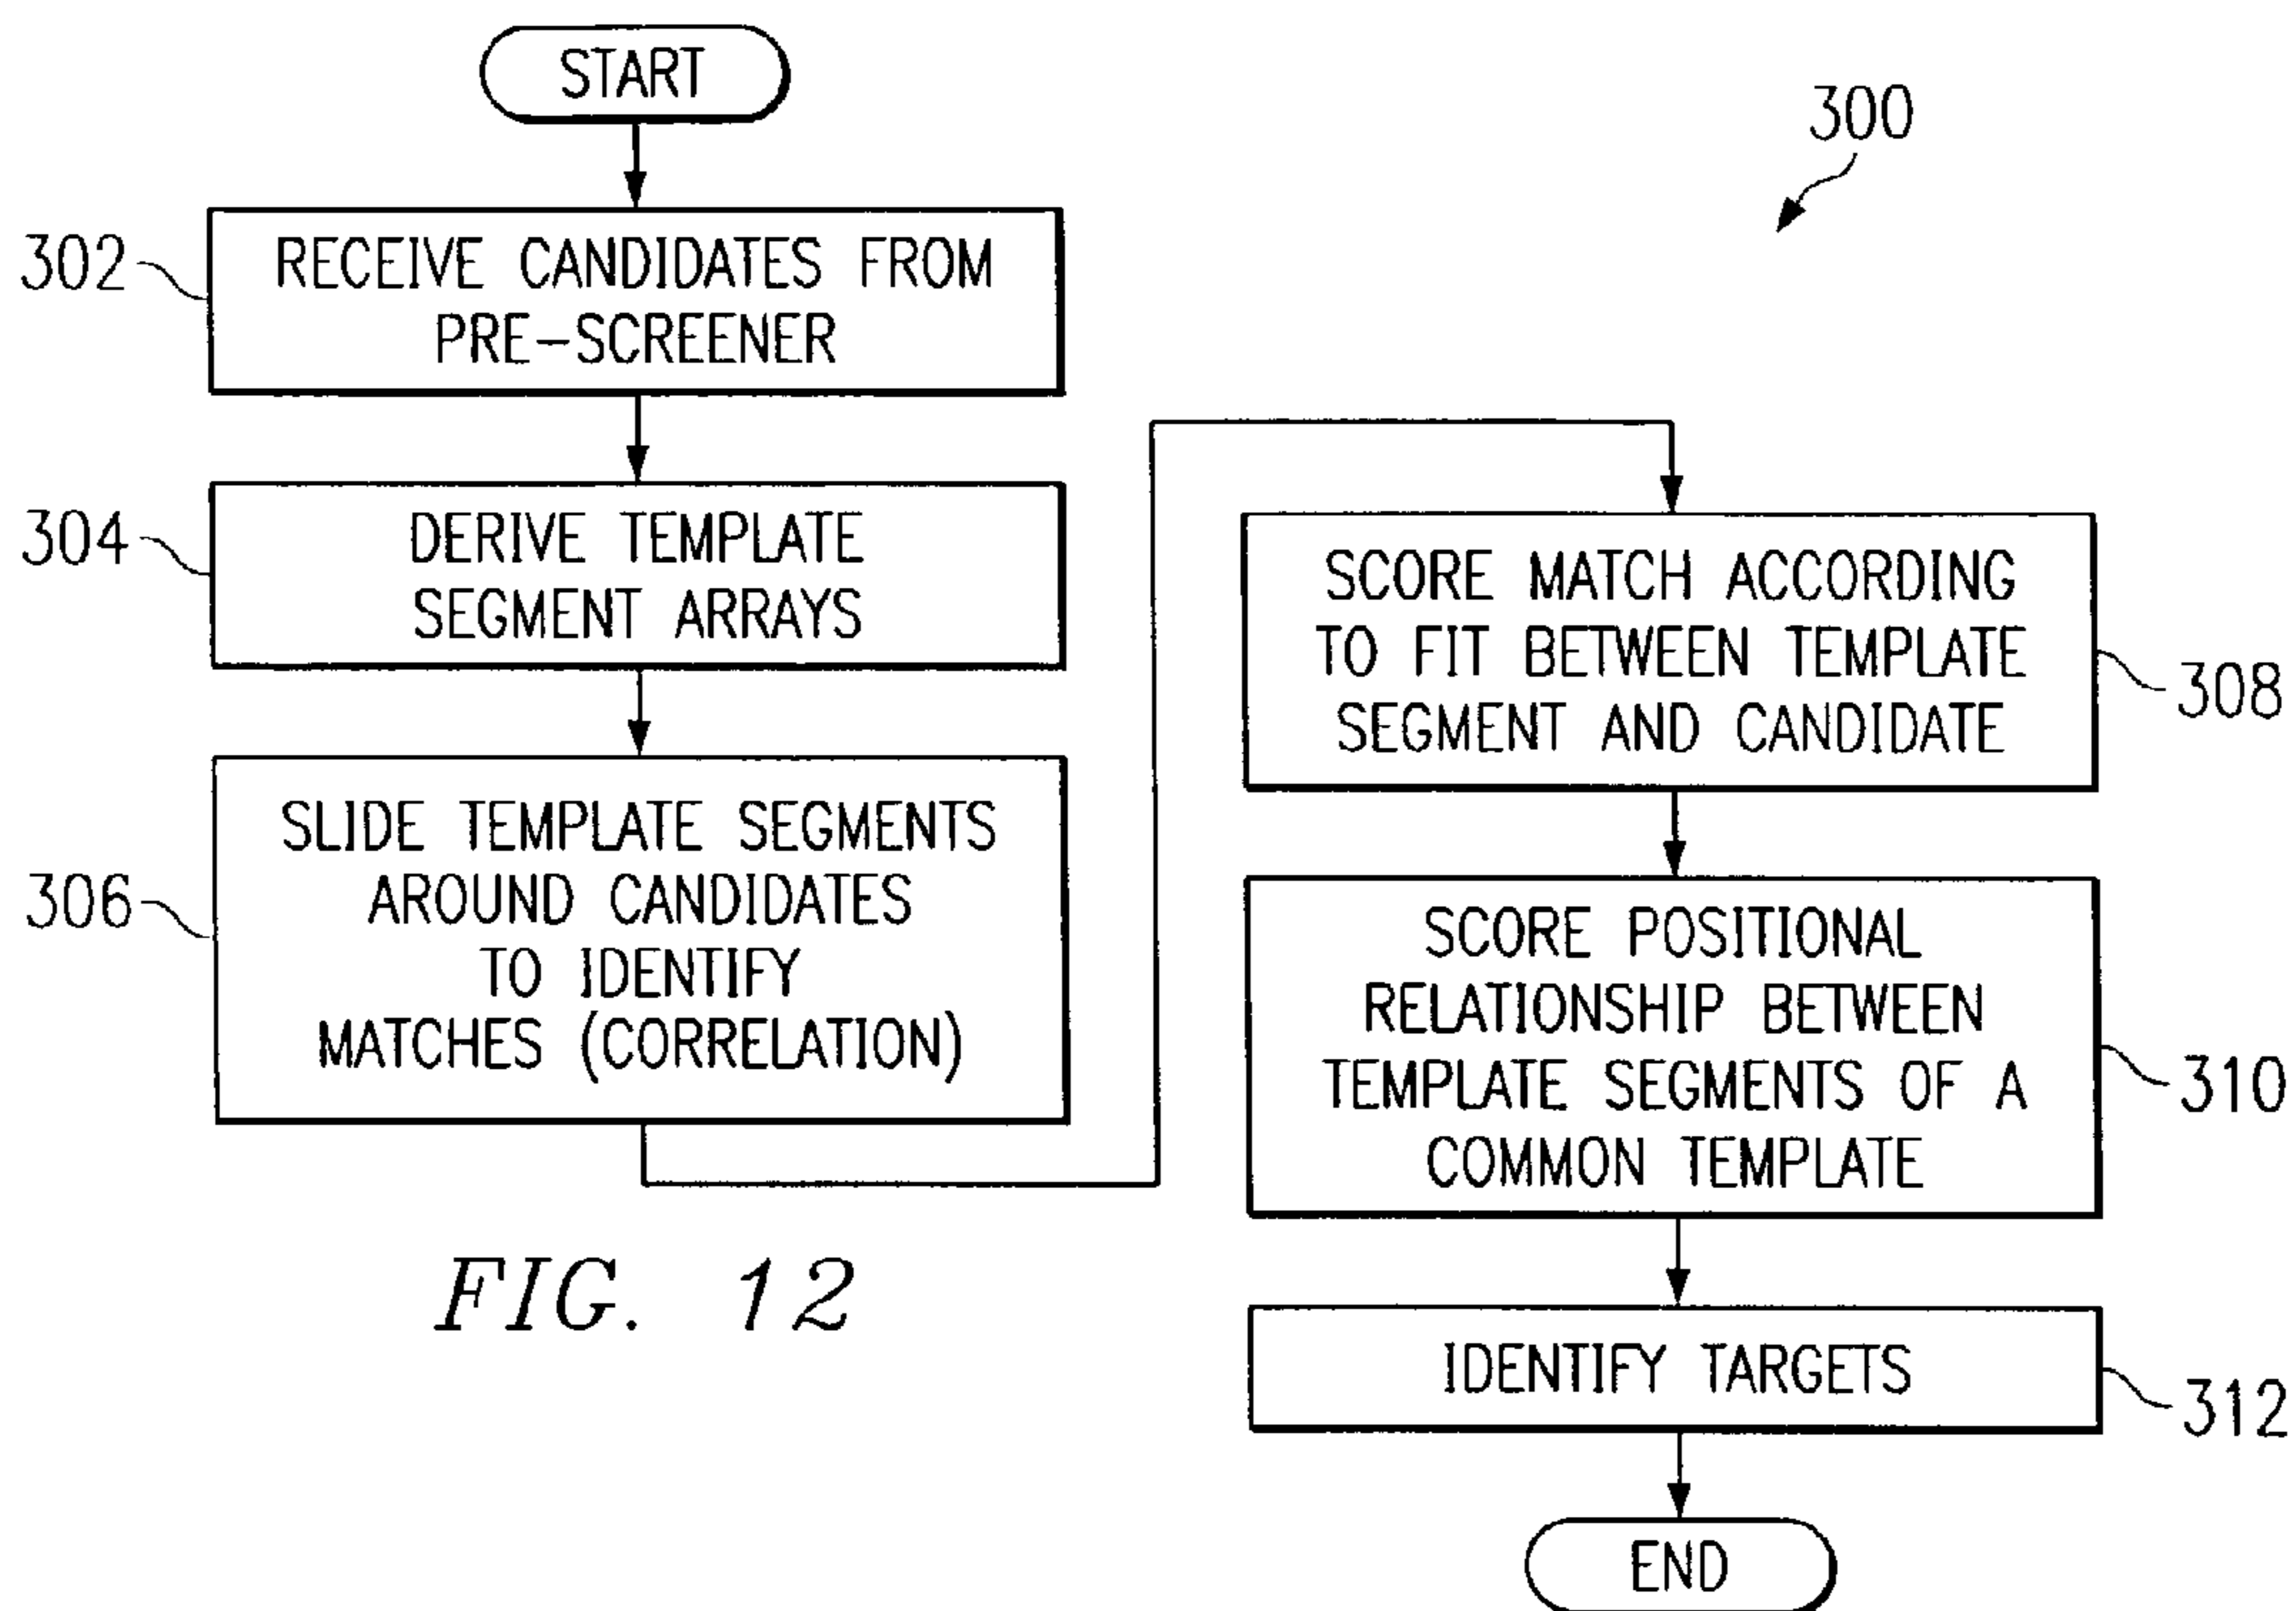 START
300
302
RECEIVE CANDIDATES FROM
PRE-SCREENER
304
DERIVE TEMPLATE
SEGMENT ARRAYS
306
SLIDE TEMPLATE SEGMENTS
AROUND CANDIDATES
TO IDENTIFY
MATCHES (CORRELATION)
SCORE MATCH ACCORDING
TO FIT BETWEEN TEMPLATE
SEGMENT AND CANDIDATE
308
SCORE POSITIONAL
RELATIONSHIP BETWEEN
TEMPLATE SEGMENTS OF A
COMMON TEMPLATE
310
IDENTIFY TARGETS
312
END
FIG. 12